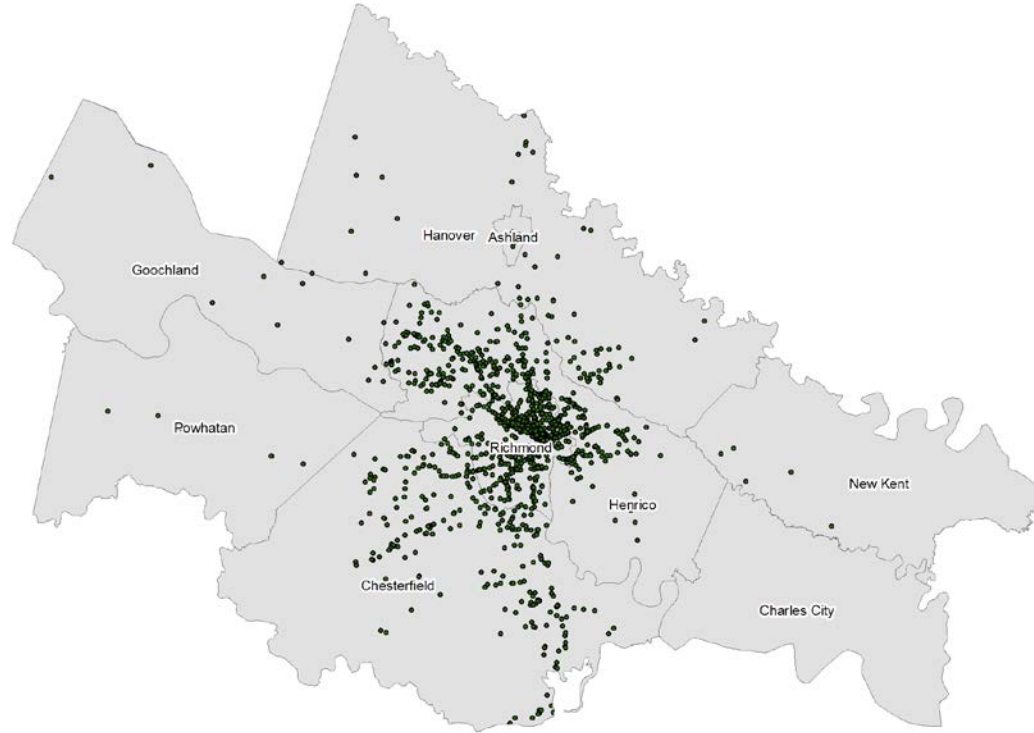 Hanover
Ashland
Goochland
Powhatan
Richmond
New Kent
Henrico
Chesterfield
Charles City